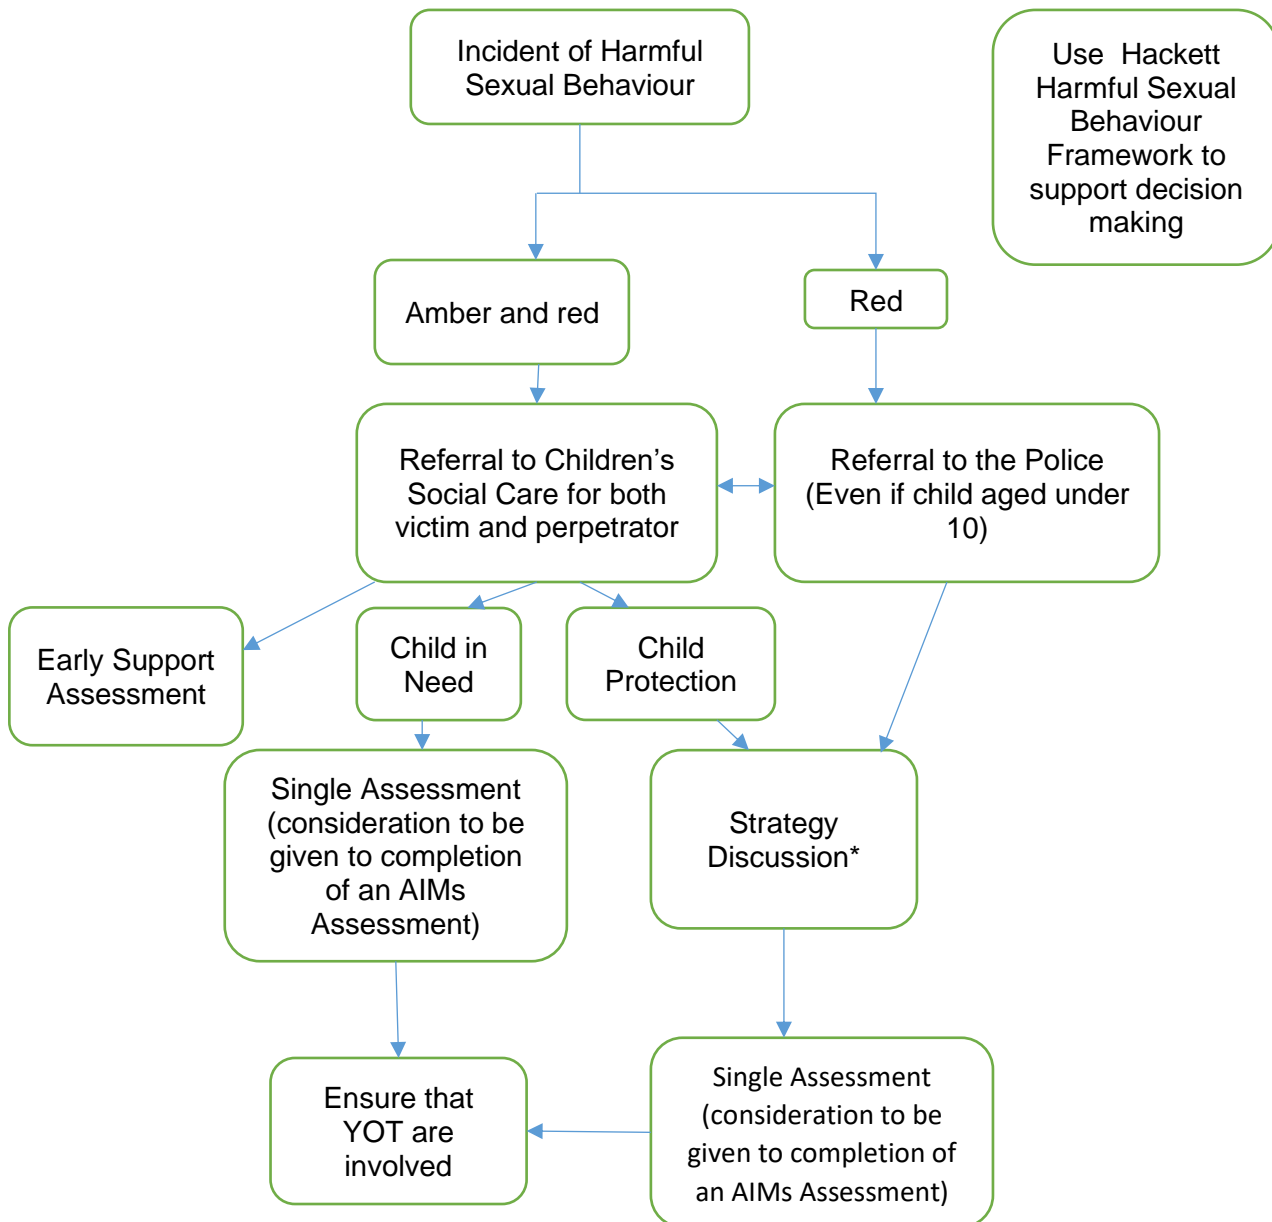 Incident of Harmful
Sexual Behaviour
Use Hackett
Harmful Sexual
Behaviour
Framework to
support decision
making
Amber and red
Red
Referral to Children’s
Social Care for both
victim and perpetrator
Referral to the Police
(Even if child aged under
10)
Early Support
Assessment
Child in
Need
Child
Protection
Single Assessment
(consideration to be
given to completion
of an AIMs
Assessment)
Strategy
Discussion*
Ensure that
YOT are
involved
Single Assessment
(consideration to be
given to completion of
an AIMs Assessment)